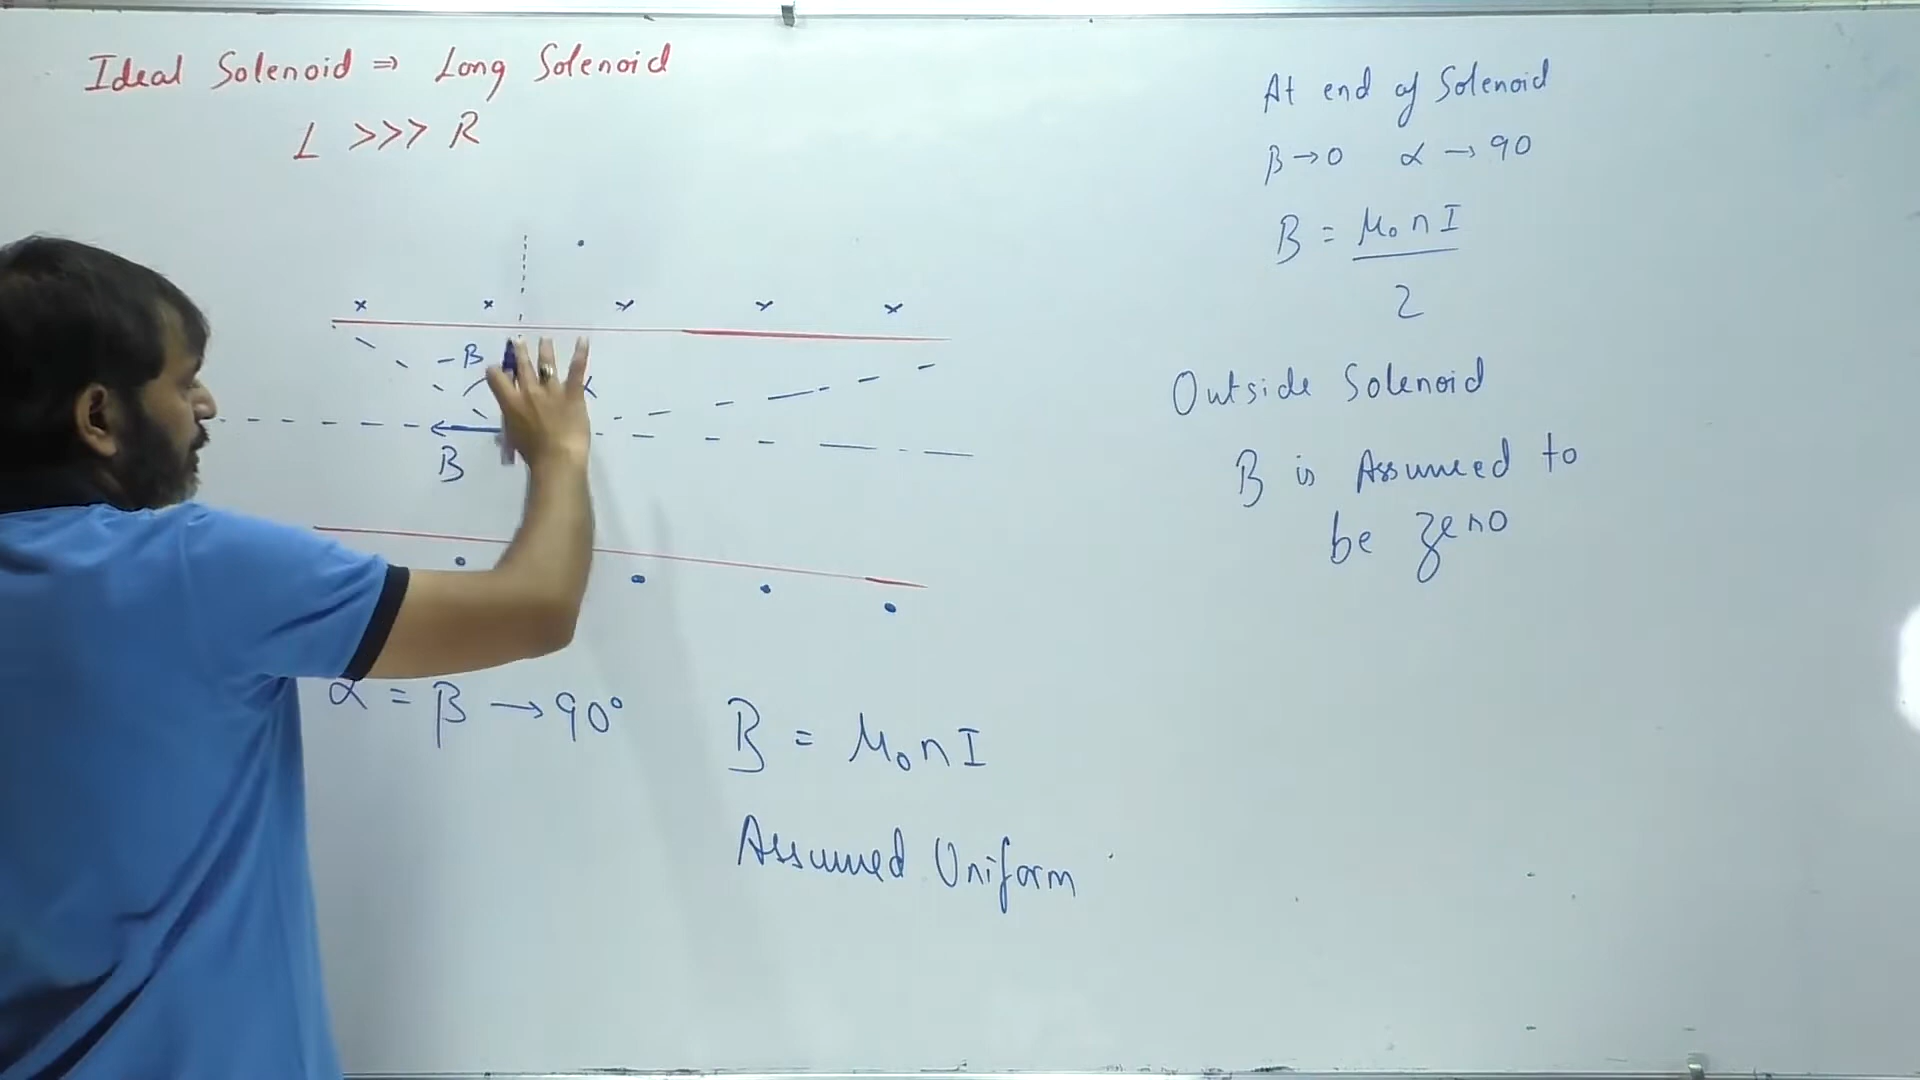 Ideal Solenoid ⇒ Long Solenoid
L >>> R
-B
α
B
α = β → 90°
B = μ₀ n I
Assumed Uniform
At end of Solenoid
β → 0 α → 90
B = μ₀ n I / 2
Outside Solenoid
B is Assumed to
be zero